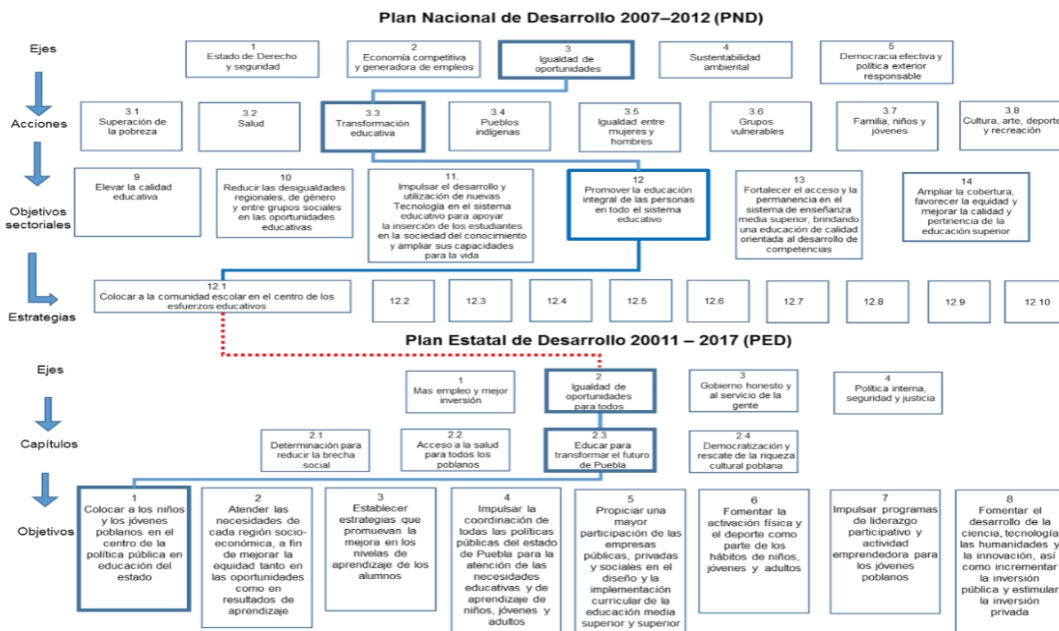 Plan Nacional de Desarrollo 2007–2012 (PND)
Ejes
1
Estado de Derecho
y seguridad
2
Economía competitiva
y generadora de empleos
3
Igualdad de
oportunidades
4
Sustentabilidad
ambiental
5
Democracia efectiva y
política exterior
responsable
Acciones
3.1
Superación de
la pobreza
3.2
Salud
3.3
Transformación
educativa
3.4
Pueblos
indígenas
3.5
Igualdad entre
mujeres y
hombres
3.6
Grupos
vulnerables
3.7
Familia, niños y
jóvenes
3.8
Cultura, arte, deporte
y recreación
Objetivos
sectoriales
9
Elevar la calidad
educativa
10
Reducir las desigualdades
regionales, de género y
entre grupos sociales
en las oportunidades
educativas
11.
Impulsar el desarrollo y
utilización de nuevas
Tecnología en el sistema
educativo para apoyar
la inserción de los estudiantes
en la sociedad del conocimiento
y ampliar sus capacidades
para la vida
12
Promover la educación
integral de las personas
en todo el sistema
educativo
.
13
Fortalecer el acceso y la
permanencia en el
sistema de enseñanza
media superior, brindando
una educación de calidad
orientada al desarrollo de
competencias
14
Ampliar la cobertura,
favorecer la equidad y
mejorar la calidad y
pertinencia de la
educación superior
Estrategias
12.1
Colocar a la comunidad escolar en el centro de los
esfuerzos educativos
12.2
12.3
12.4
12.5
12.6
12.7
12.8
12.9
12.10
Plan Estatal de Desarrollo 20011 – 2017 (PED)
Ejes
1
Mas empleo y mejor
inversión
2
Igualdad de
oportunidades
para todos
3
Gobierno honesto y
al servicio de la
gente
4
Política interna,
seguridad y justicia
Capítulos
2.1
Determinación para
reducir la brecha
social
2.2
Acceso a la salud
para todos los
poblanos
2.3
Educar para
transformar el futuro
de Puebla
2.4
Democratización y
rescate de la riqueza
cultural poblana
Objetivos
1
Colocar a los niños
y los jóvenes
poblanos en el
centro de la
política pública en
educación del
estado
2
Atender las
necesidades de
cada región socio-
económica, a fin
de mejorar la
equidad tanto en
las oportunidades
como en
resultados de
aprendizaje
3
Establecer
estrategias que
promuevan la
mejora en los
niveles de
aprendizaje de los
alumnos
4
Impulsar la
coordinación de
todas las políticas
públicas del estado
de Puebla para la
atención de las
necesidades
educativas y de
aprendizaje de
niños, jóvenes y
adultos
5
Propiciar una
mayor
participación de las
empresas
públicas, privadas
y sociales en el
diseño y la
implementación
curricular de la
educación media
superior y superior
6
Fomentar la
activación física y
el deporte como
parte de los
hábitos de niños,
jóvenes y adultos
7
Impulsar programas
de liderazgo
participativo y
actividad
emprendedora para
los jóvenes
poblanos
8
Fomentar el
desarrollo de la
ciencia, tecnología,
las humanidades y
la innovación, así
como incrementar
la inversión
pública y estimular
la inversión
privada